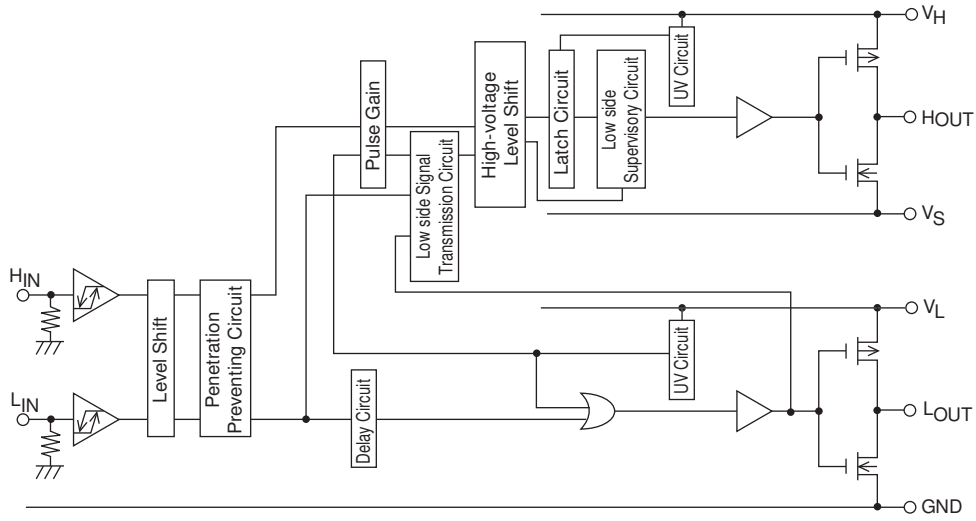 VH
UV Circuit
Pulse Gain
High-voltage
Level Shift
Latch Circuit
Low side
Supervisory Circuit
HOUT
Low side Signal
Transmission Circuit
VS
HIN
Level Shift
Penetration
Preventing Circuit
VL
UV Circuit
LIN
Delay Circuit
LOUT
GND